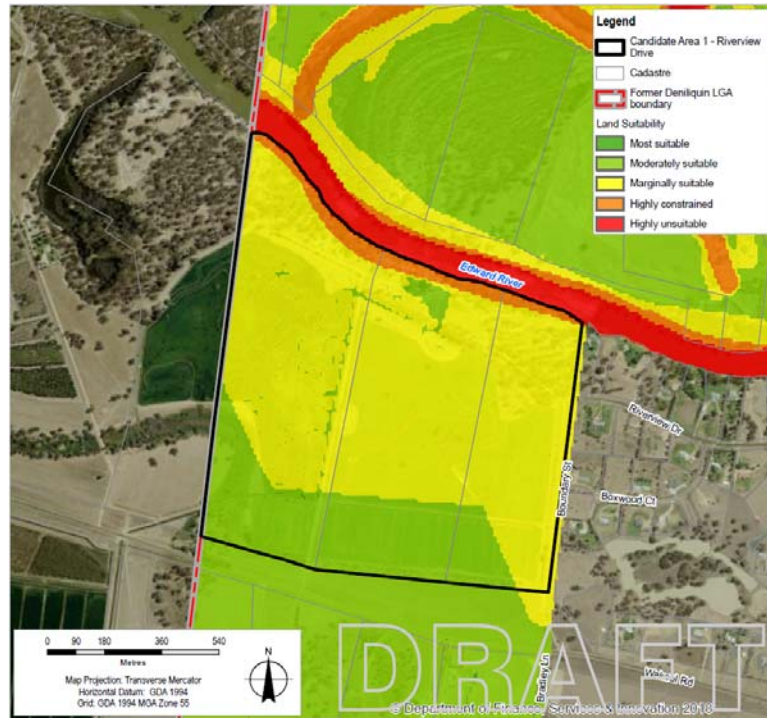 Legend
Candidate Area 1 - Riverview
Drive
Cadastre
Former Deniliquin LGA
boundary
Land Suitability
Most suitable
Moderately suitable
Marginally suitable
Highly constrained
Highly unsuitable
Edward River
Riverview Dr
Boundary St
Boxwood Ct
Bradley Ln
0 90 180 360 540
Metres
N
Map Projection: Transverse Mercator
Horizontal Datum: GDA 1994
Grid: GDA 1994 MGA Zone 55
DRAFT
Rd
© Department of Finance, Services & Innovation 2018